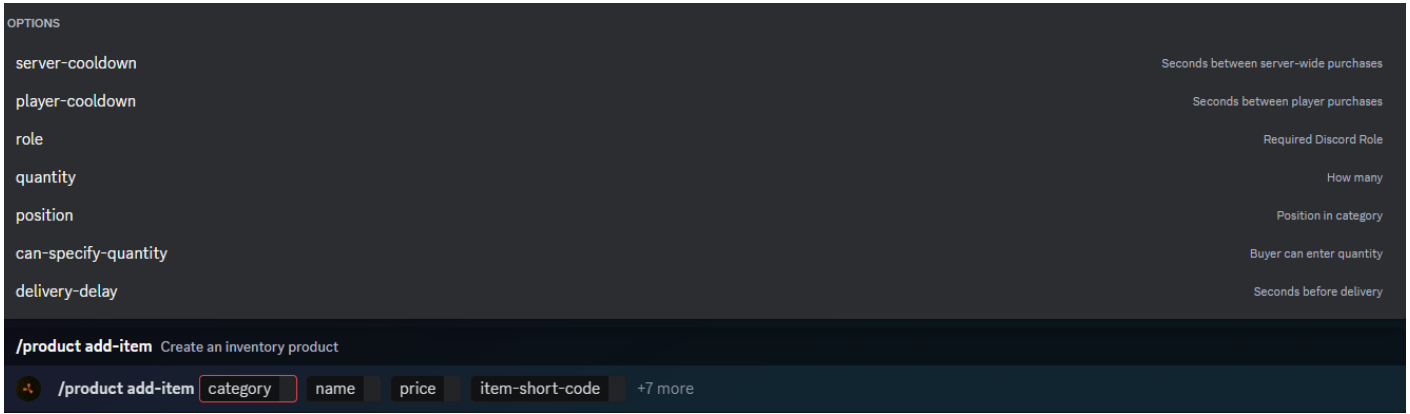 OPTIONS
server-cooldown Seconds between server-wide purchases
player-cooldown Seconds between player purchases
role Required Discord Role
quantity How many
position Position in category
can-specify-quantity Buyer can enter quantity
delivery-delay Seconds before delivery
/product add-item Create an inventory product
/product add-item category name price item-short-code +7 more